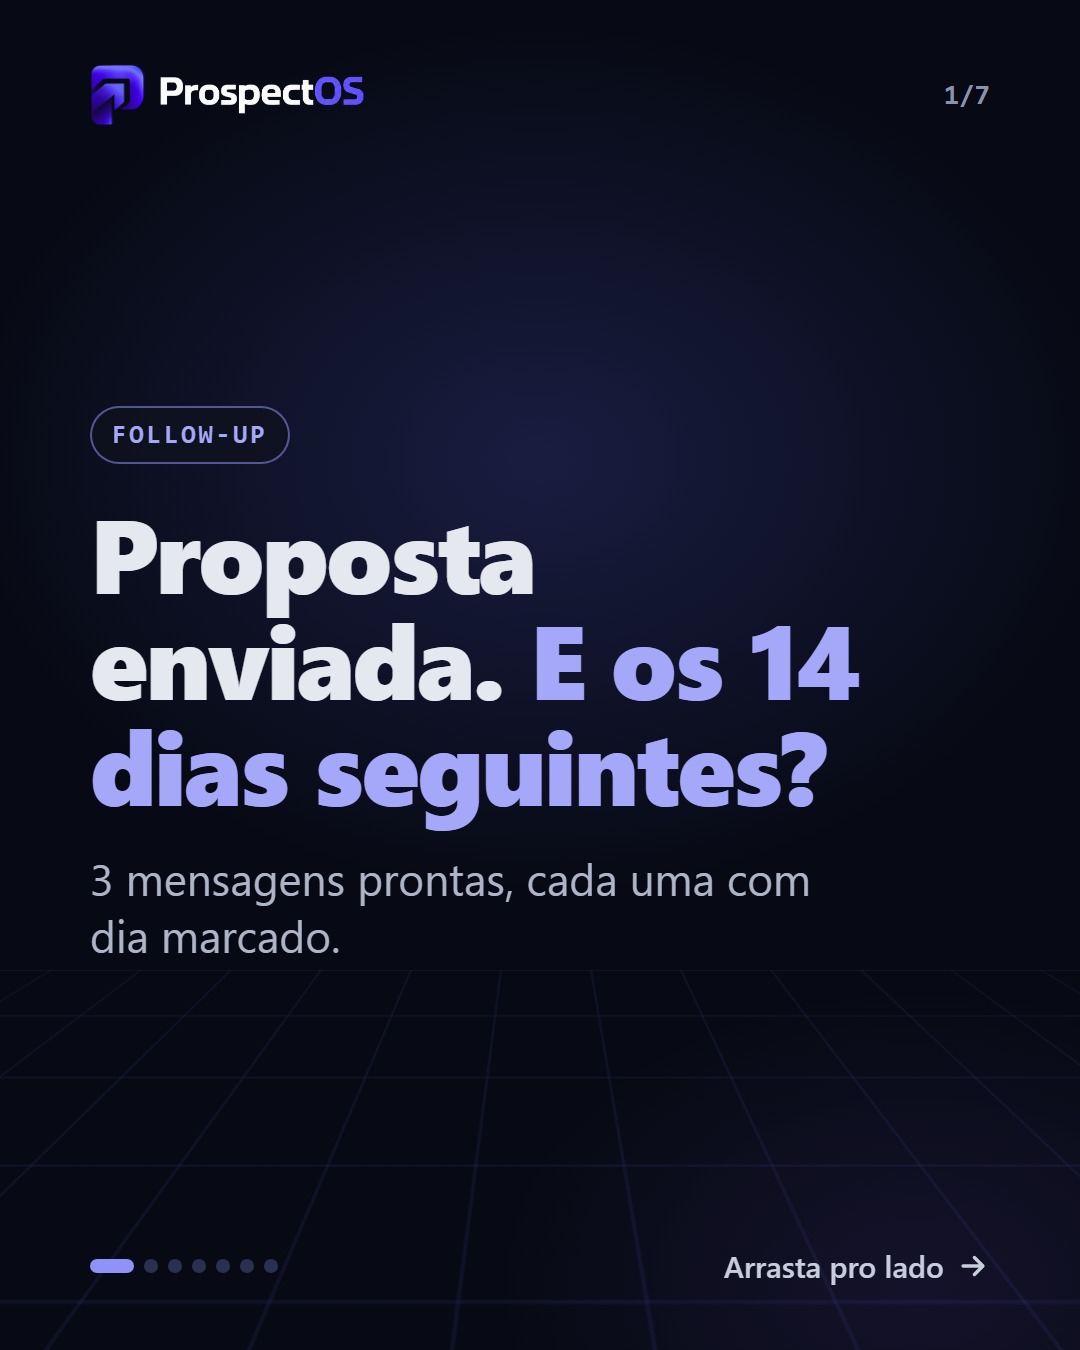 ProspectOS
1/7
FOLLOW-UP
Proposta
enviada. E os 14
dias seguintes?
3 mensagens prontas, cada uma com
dia marcado.
Arrasta pro lado →